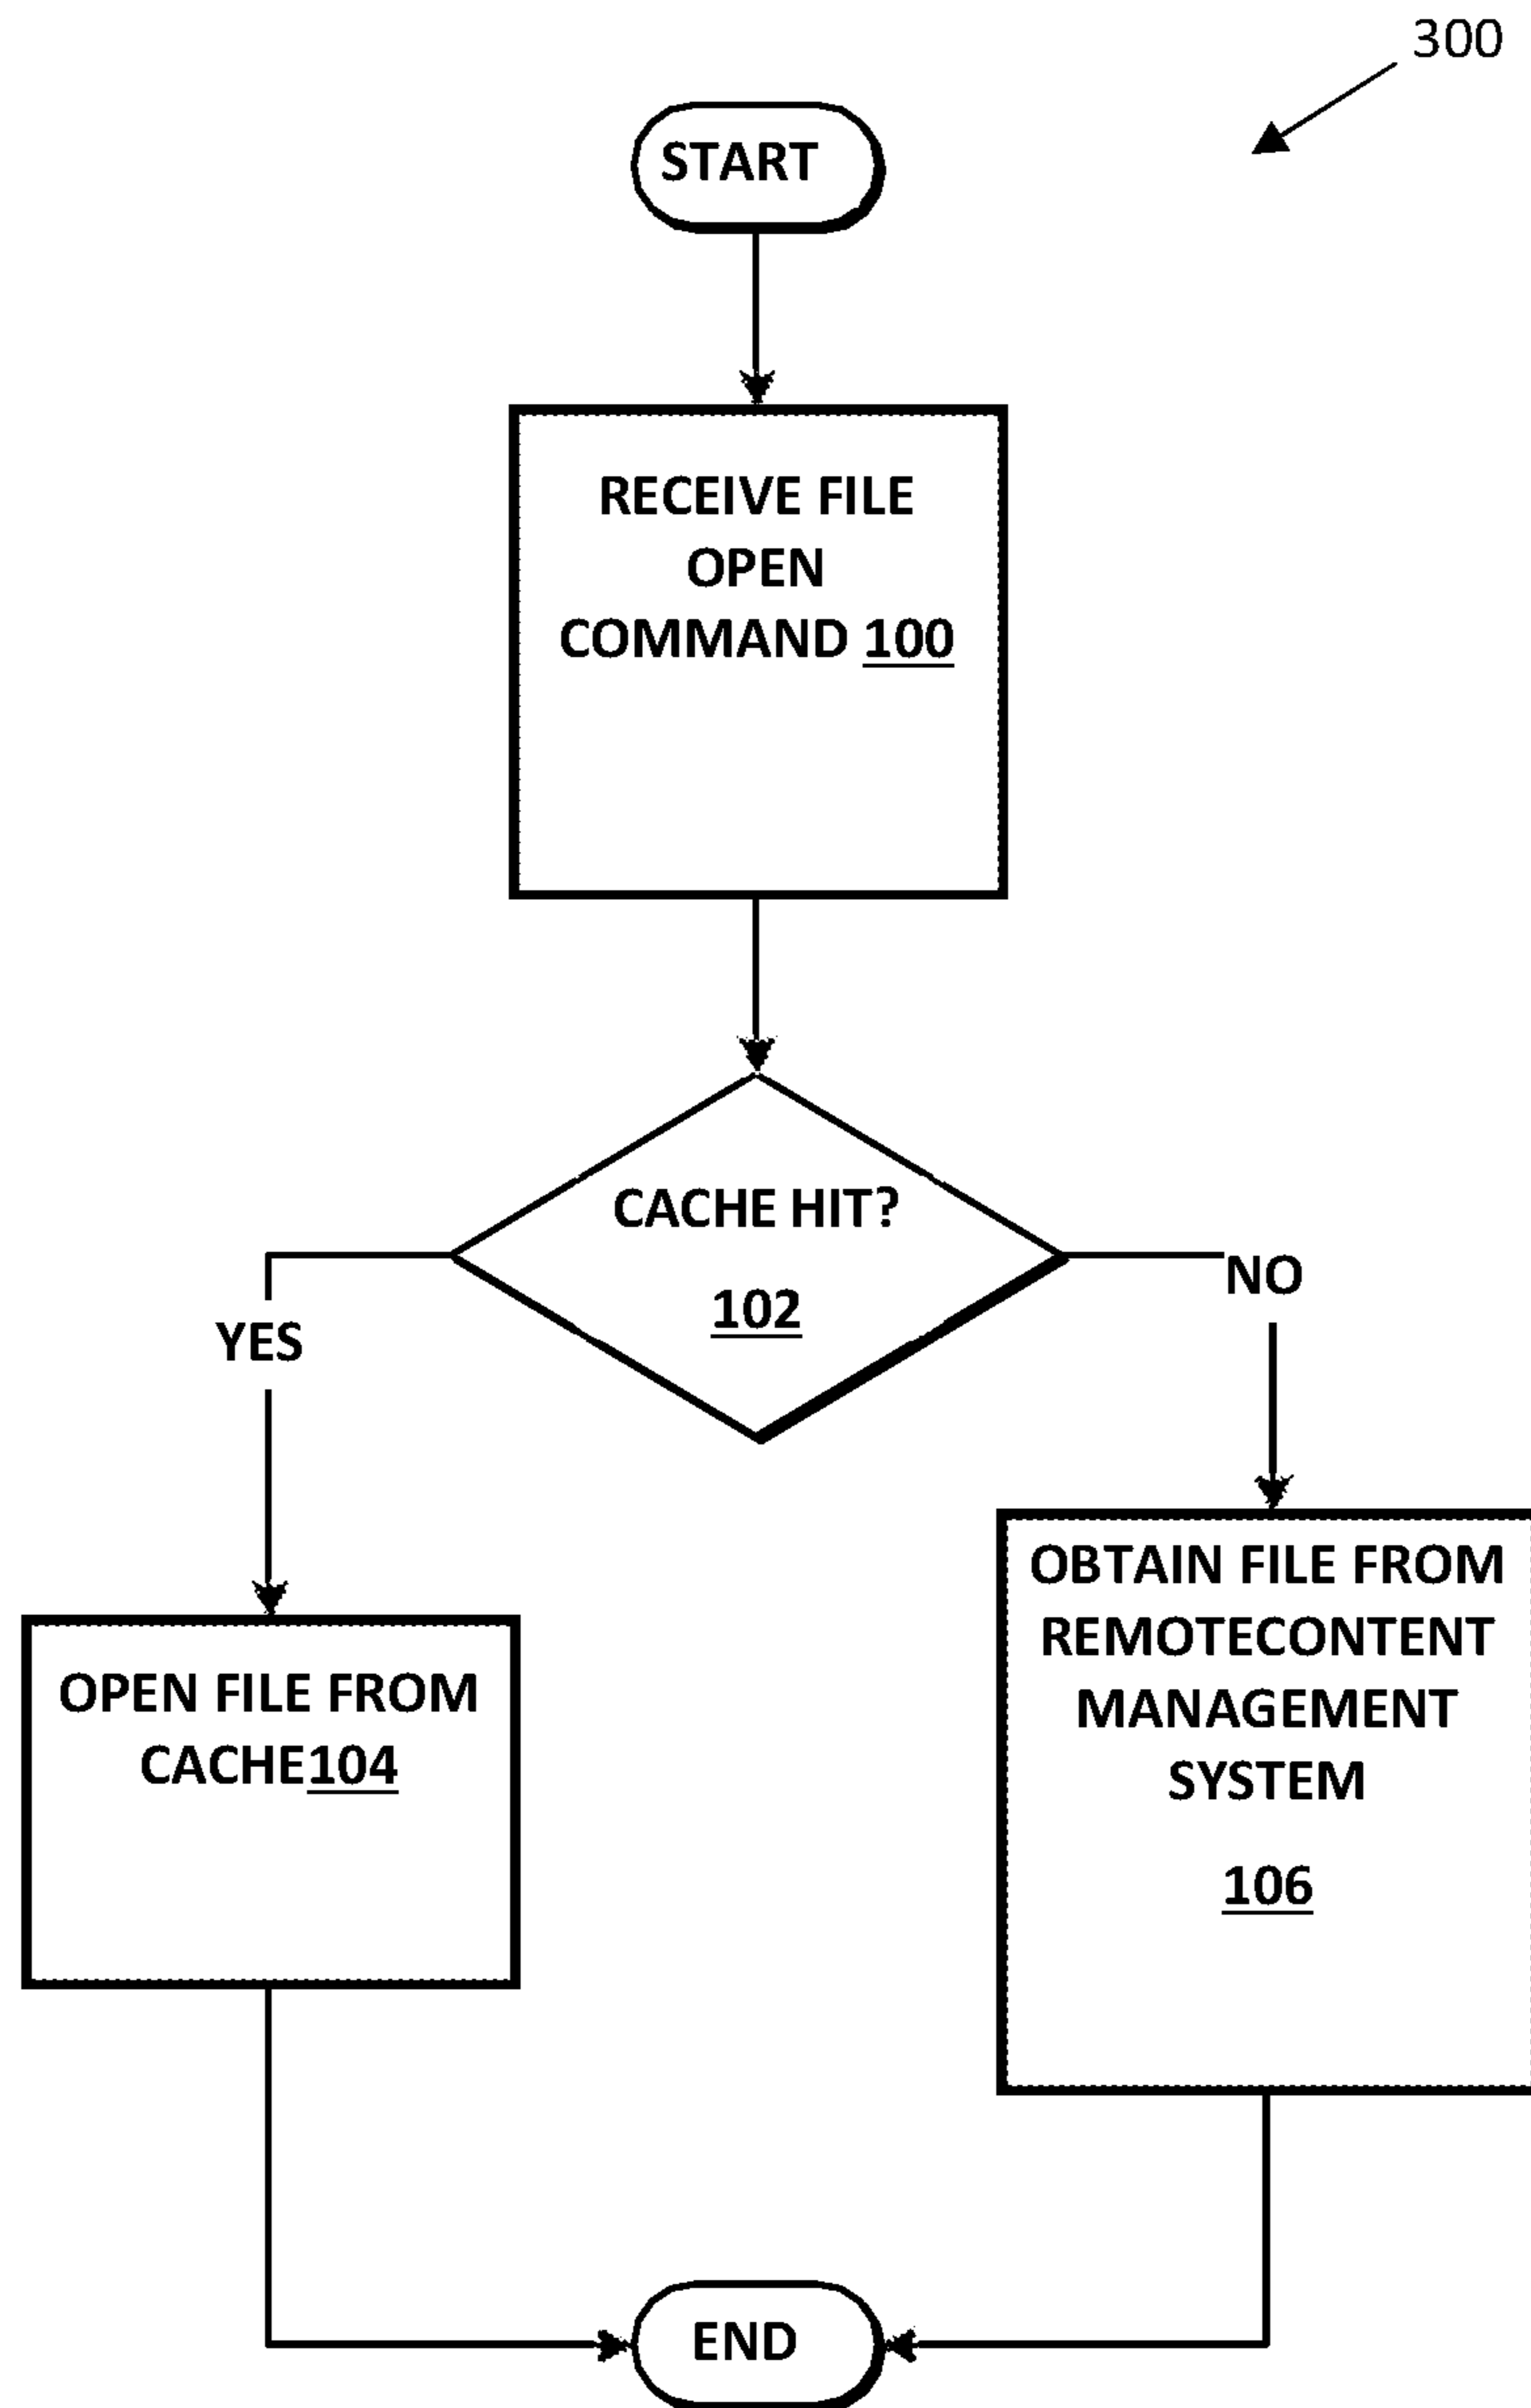 300
START
RECEIVE FILE
OPEN
COMMAND 100
CACHE HIT?
102
NO
YES
OBTAIN FILE FROM
REMOTECONTENT
MANAGEMENT
SYSTEM
106
OPEN FILE FROM
CACHE104
END